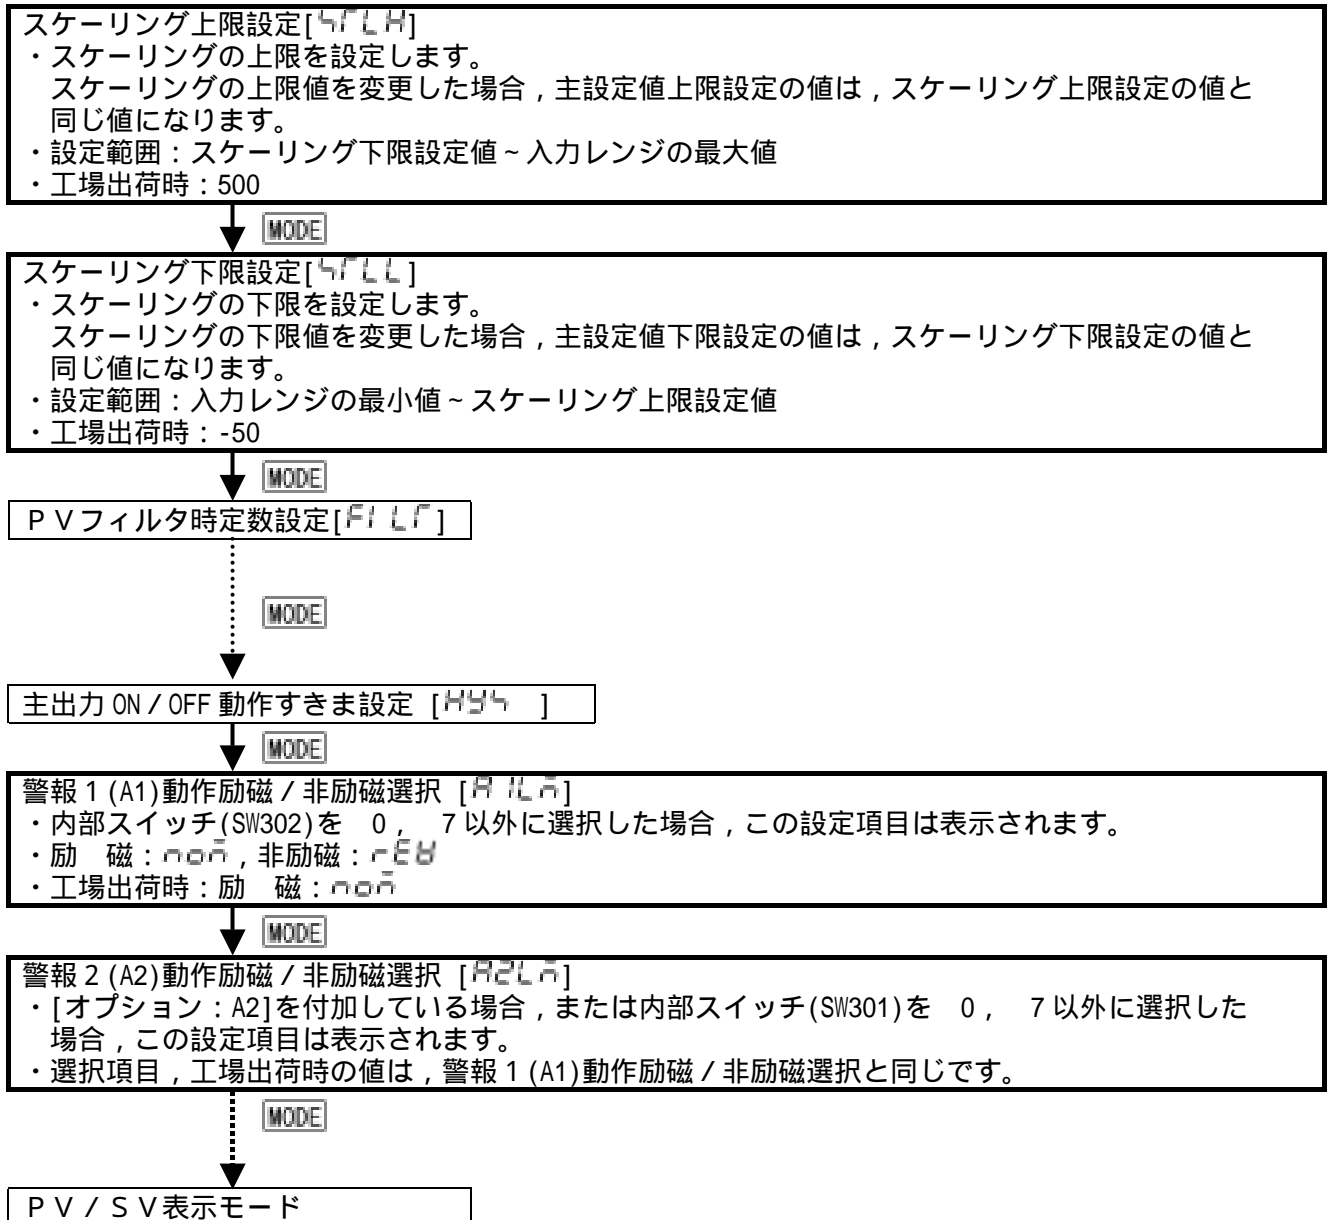 スケーリング上限設定[SFLH]
・スケーリングの上限を設定します。
スケーリングの上限値を変更した場合，主設定値上限設定の値は，スケーリング上限設定の値と
同じ値になります。
・設定範囲：スケーリング下限設定値～入力レンジの最大値
・工場出荷時：500
MODE
スケーリング下限設定[SFLL]
・スケーリングの下限を設定します。
スケーリングの下限値を変更した場合，主設定値下限設定の値は，スケーリング下限設定の値と
同じ値になります。
・設定範囲：入力レンジの最小値～スケーリング上限設定値
・工場出荷時：-50
MODE
ＰＶフィルタ時定数設定[FILT]
MODE
主出力 ON／OFF 動作すきま設定 [HYS ]
MODE
警報１(A1)動作励磁／非励磁選択 [A1LM]
・内部スイッチ(SW302)を　0，　7以外に選択した場合，この設定項目は表示されます。
・励　磁：noM，非励磁：rEV
・工場出荷時：励　磁：noM
MODE
警報２(A2)動作励磁／非励磁選択 [A2LM]
・[オプション：A2]を付加している場合，または内部スイッチ(SW301)を　0，　7以外に選択した
場合，この設定項目は表示されます。
・選択項目，工場出荷時の値は，警報１(A1)動作励磁／非励磁選択と同じです。
MODE
ＰＶ／ＳＶ表示モード